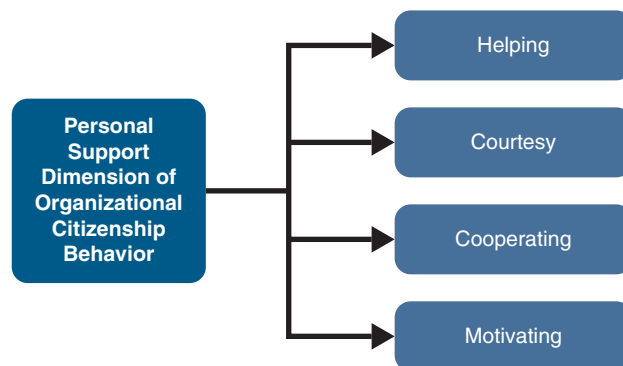 Personal
Support
Dimension of
Organizational
Citizenship
Behavior
Helping
Courtesy
Cooperating
Motivating